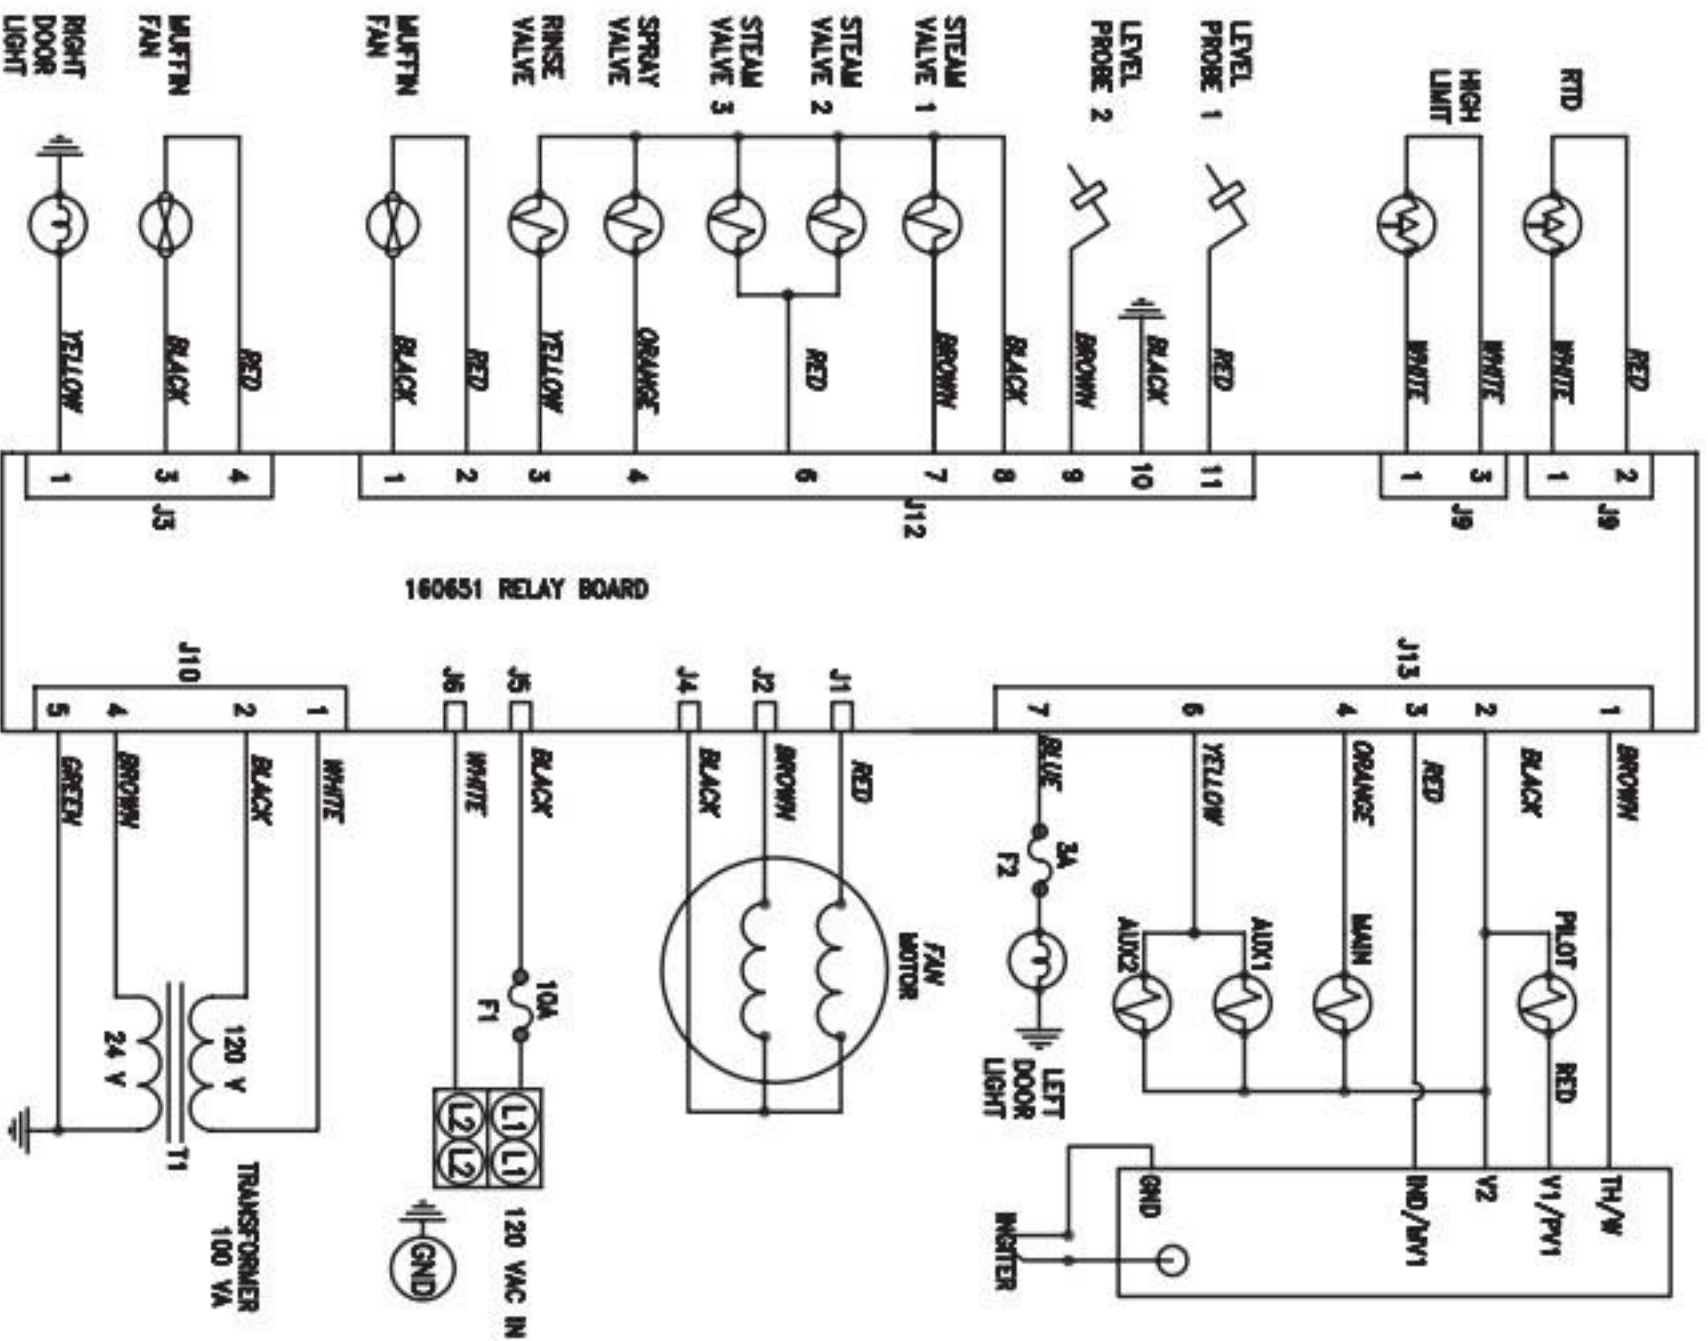 RTD
HIGH
LIMIT
LEVEL
PROBE 1
LEVEL
PROBE 2
STEAM
VALVE 1
STEAM
VALVE 2
STEAM
VALVE 3
SPRAY
VALVE
RINSE
VALVE
MUFFIN
FAN
MUFFIN
FAN
RIGHT
DOOR
LIGHT
RED
WHITE
WHITE
WHITE
RED
BLACK
BROWN
BLACK
BROWN
RED
ORANGE
YELLOW
RED
BLACK
RED
BLACK
YELLOW
2
1
J9
3
1
J9
11
10
9
8
7
6
4
3
2
1
J12
4
3
1
J3
160651 RELAY BOARD
J13
1
2
3
4
6
7
J1
J2
J4
J5
J6
J10
1
2
4
5
BROWN
BLACK
RED
ORANGE
YELLOW
BLUE
RED
BROWN
BLACK
BLACK
WHITE
WHITE
BLACK
BROWN
GREEN
3A
F2
PILOT
MAIN
AUX1
AUX2
RED
LEFT
DOOR
LIGHT
FAN
MOTOR
10A
F1
120 V
24 V
T1
TRANSFORMER
100 VA
L1 L1
L2 L2
120 VAC IN
GND
TH/W
V1/PV1
V2
IND/MV1
GND
INGITER